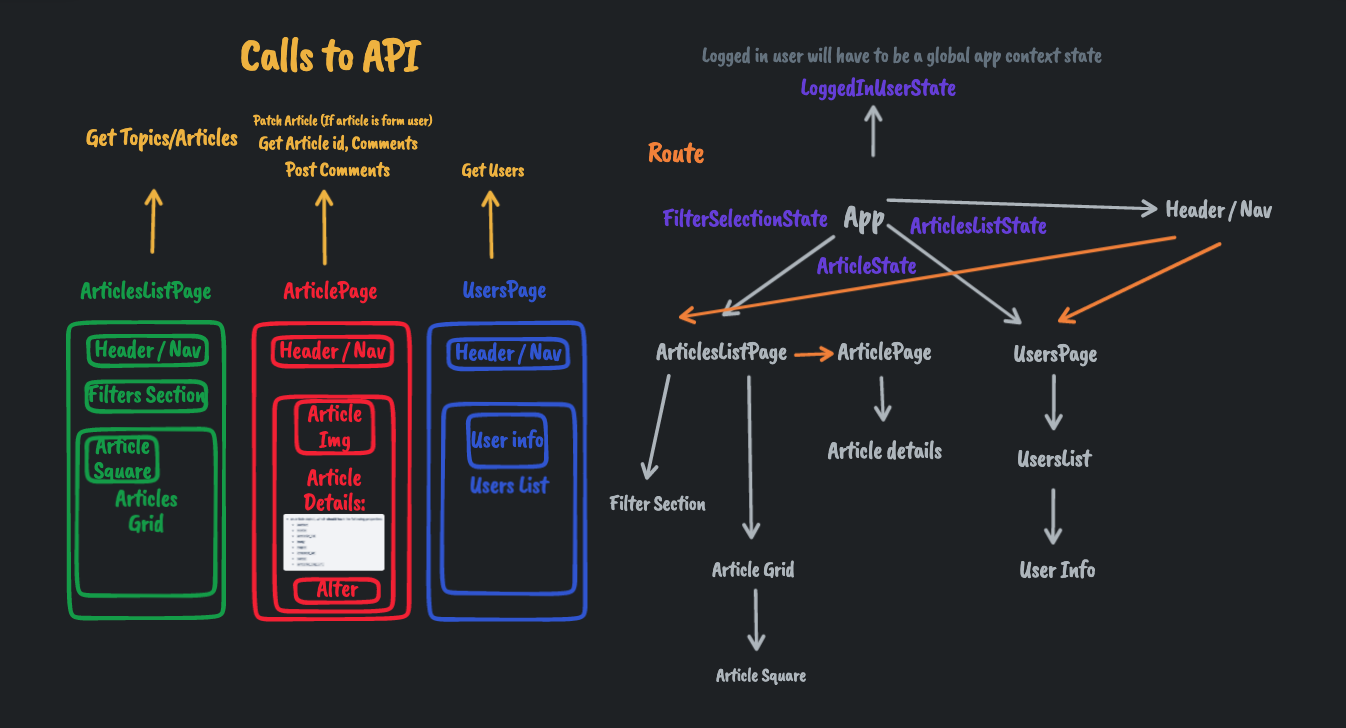 Calls to API
Get Topics/Articles
Patch Article (If article is form user)
Get Article id, Comments
Post Comments
Get Users
ArticlesListPage
Header / Nav
Filters Section
Article
Square
Articles
Grid
ArticlePage
Header / Nav
Article
Img
Article
Details:
Alter
UsersPage
Header / Nav
User info
Users List
Logged in user will have to be a global app context state
LoggedInUserState
Route
FilterSelectionState
App
ArticlesListState
Header / Nav
ArticleState
ArticlesListPage
ArticlePage
UsersPage
Article details
UsersList
Filter Section
Article Grid
User Info
Article Square